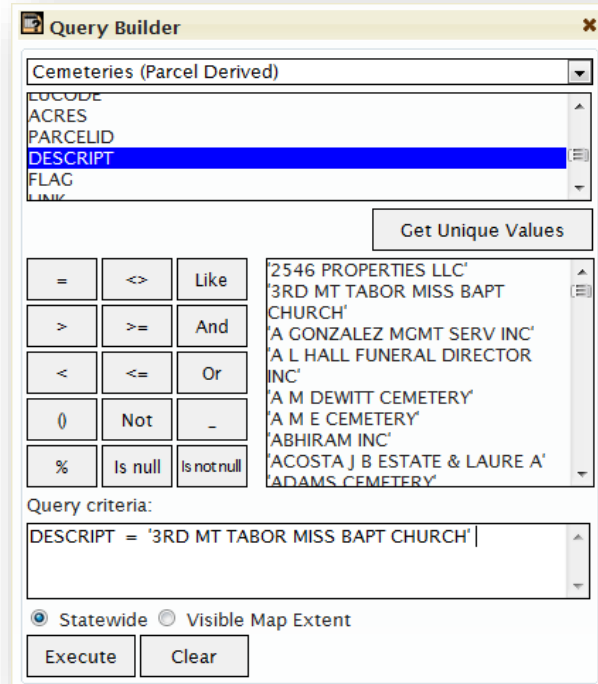 Query Builder
Cemeteries (Parcel Derived)
LUCODE
ACRES
PARCELID
DESCRIPT
FLAG
LINK
Get Unique Values
= <> Like
> >= And
< <= Or
() Not _
% Is null Is not null
'2546 PROPERTIES LLC'
'3RD MT TABOR MISS BAPT
CHURCH'
'A GONZALEZ MGMT SERV INC'
'A L HALL FUNERAL DIRECTOR
INC'
'A M DEWITT CEMETERY'
'A M E CEMETERY'
'ABHIRAM INC'
'ACOSTA J B ESTATE & LAURE A'
'ADAMS CEMETERY'
Query criteria:
DESCRIPT = '3RD MT TABOR MISS BAPT CHURCH'
Statewide Visible Map Extent
Execute Clear